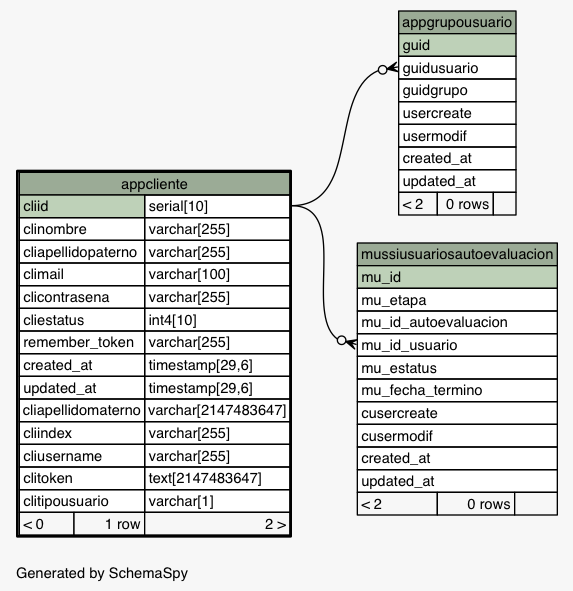 appgrupousuario
guid
guidusuario
guidgrupo
usercreate
usermodif
created_at
updated_at
< 2 0 rows
appcliente
cliid serial[10]
clinombre varchar[255]
cliapellidopaterno varchar[255]
climail varchar[100]
clicontrasena varchar[255]
cliestatus int4[10]
remember_token varchar[255]
created_at timestamp[29,6]
updated_at timestamp[29,6]
cliapellidomaterno varchar[2147483647]
cliindex varchar[255]
cliusername varchar[255]
clitoken text[2147483647]
clitipousuario varchar[1]
< 0 1 row 2 >
mussiusuariosautoevaluacion
mu_id
mu_etapa
mu_id_autoevaluacion
mu_id_usuario
mu_estatus
mu_fecha_termino
cusercreate
cusermodif
created_at
updated_at
< 2 0 rows
Generated by SchemaSpy